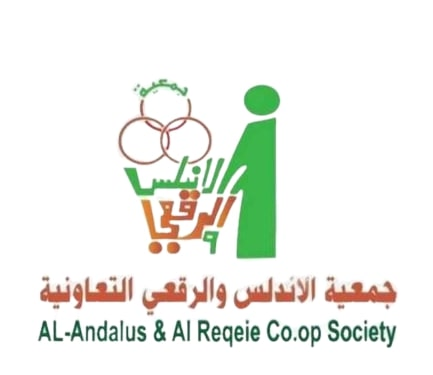 جمعية
الاندلس
و الرقعي
جمعية الاندلس والرقعي التعاونية
AL-Andalus & Al Reqeie Co.op Society